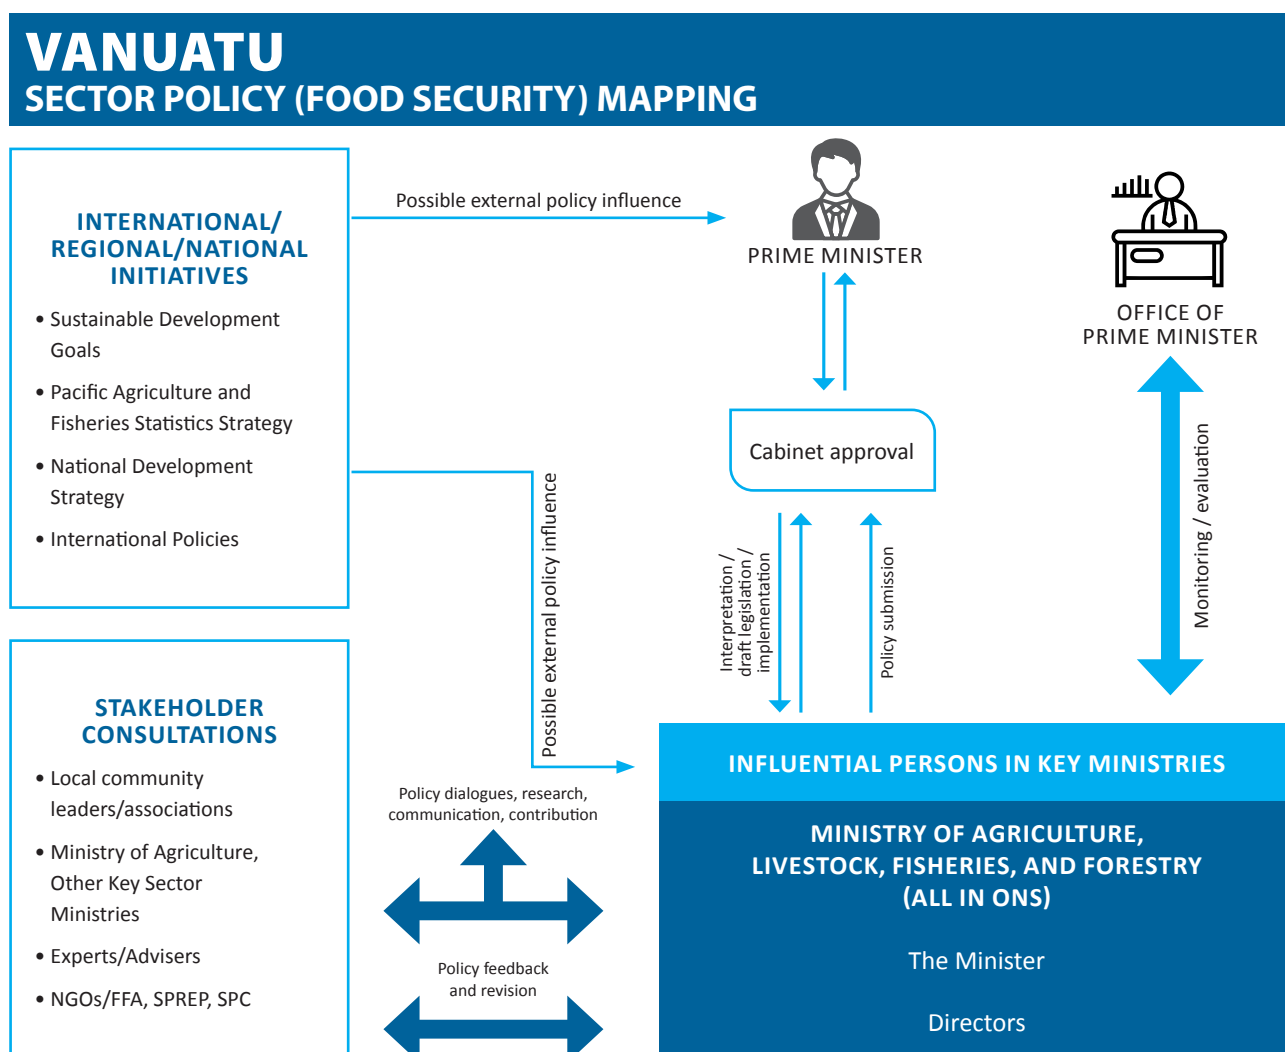 VANUATU
SECTOR POLICY (FOOD SECURITY) MAPPING
INTERNATIONAL/
REGIONAL/NATIONAL
INITIATIVES
• Sustainable Development
Goals
• Pacific Agriculture and
Fisheries Statistics Strategy
• National Development
Strategy
• International Policies
Possible external policy influence
PRIME MINISTER
OFFICE OF
PRIME MINISTER
Cabinet approval
Possible external policy influence
Interpretation /
draft legislation /
implementation
Policy submission
Monitoring / evaluation
STAKEHOLDER
CONSULTATIONS
• Local community
leaders/associations
• Ministry of Agriculture,
Other Key Sector
Ministries
• Experts/Advisers
• NGOs/FFA, SPREP, SPC
Policy dialogues, research,
communication, contribution
Policy feedback
and revision
INFLUENTIAL PERSONS IN KEY MINISTRIES
MINISTRY OF AGRICULTURE,
LIVESTOCK, FISHERIES, AND FORESTRY
(ALL IN ONS)
The Minister
Directors